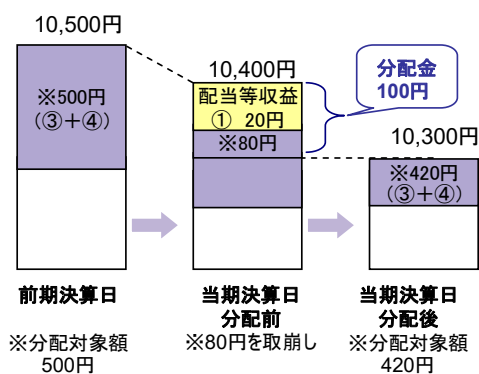 10,500円
※500円
(③＋④)
10,400円
配当等収益
① 20円
※80円
分配金
100円
10,300円
※420円
(③＋④)
前期決算日
当期決算日
分配前
当期決算日
分配後
※分配対象額
500円
※80円を取崩し
※分配対象額
420円